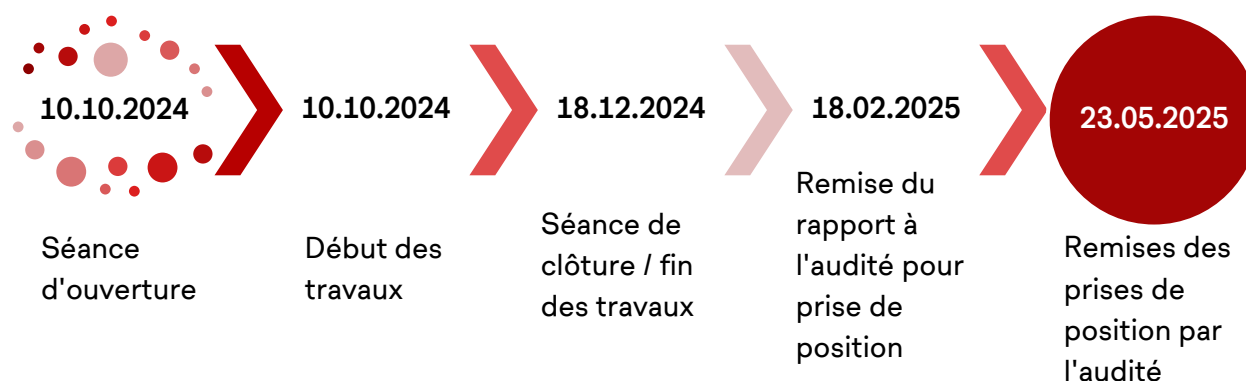 10.10.2024
Séance
d'ouverture
10.10.2024
Début des
travaux
18.12.2024
Séance de
clôture / fin
des travaux
18.02.2025
Remise du
rapport à
l'audité pour
prise de
position
23.05.2025
Remises des
prises de
position par
l'audité